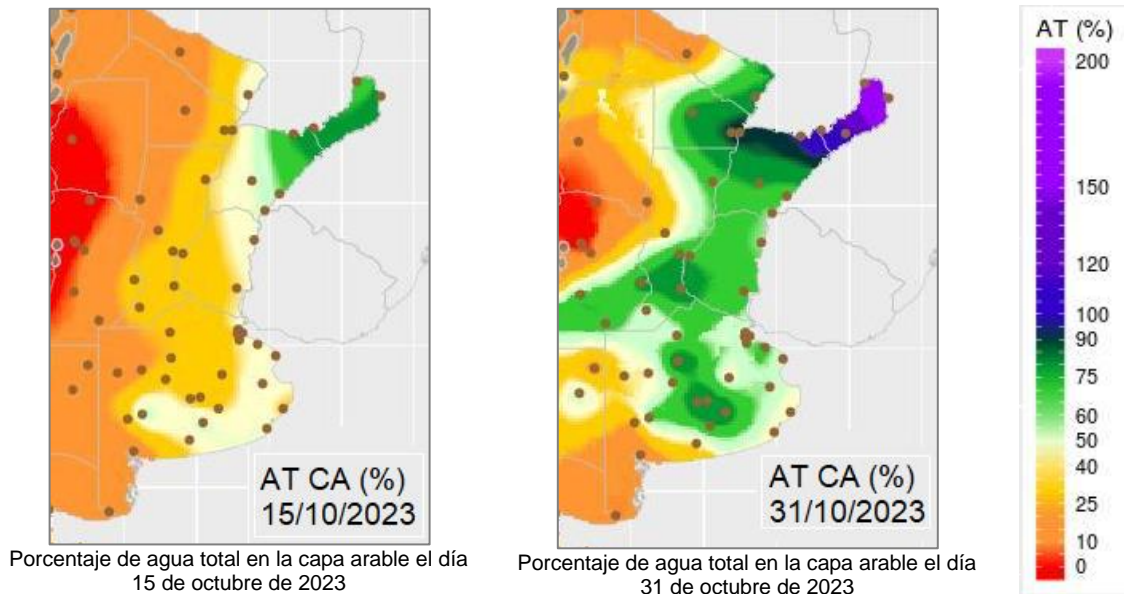 AT CA (%)
15/10/2023
Porcentaje de agua total en la capa arable el día
15 de octubre de 2023
AT CA (%)
31/10/2023
Porcentaje de agua total en la capa arable el día
31 de octubre de 2023
AT (%)
200
150
120
100
90
75
60
50
40
25
10
0